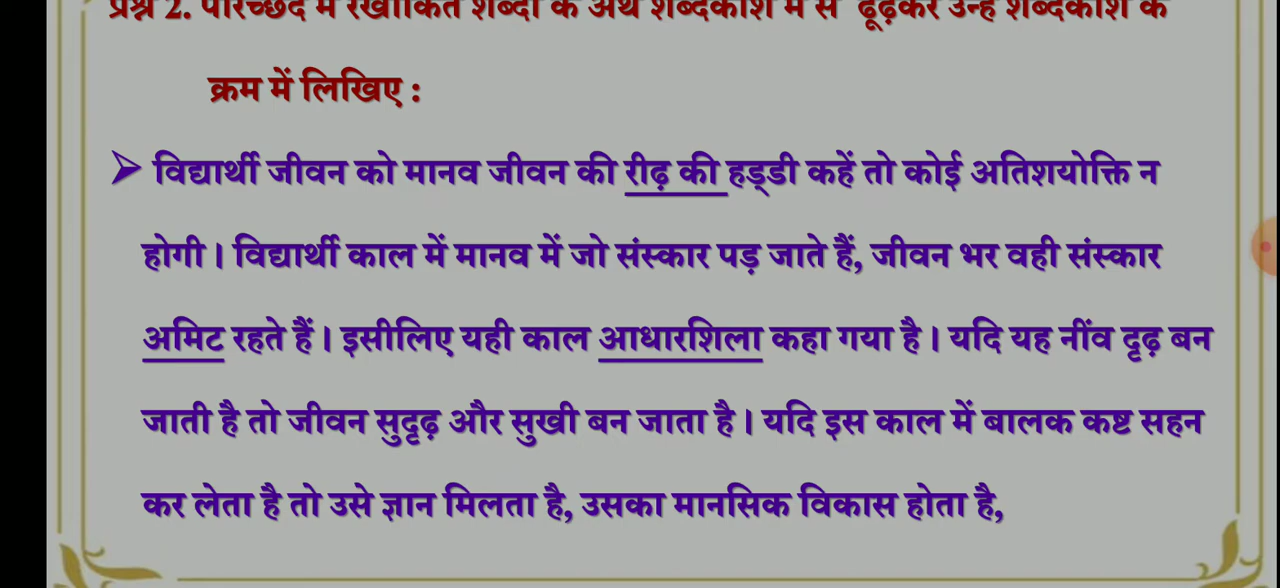 प्रश्न 2. परिच्छेद में रेखांकित शब्दों के अर्थ शब्दकोश में से ढूढ़कर उन्हें शब्दकोश के
क्रम में लिखिए :
➢ विद्यार्थी जीवन को मानव जीवन की रीढ़ की हड्डी कहें तो कोई अतिशयोक्ति न
होगी । विद्यार्थी काल में मानव में जो संस्कार पड़ जाते हैं, जीवन भर वही संस्कार
अमिट रहते हैं । इसीलिए यही काल आधारशिला कहा गया है । यदि यह नींव दृढ़ बन
जाती है तो जीवन सुदृढ़ और सुखी बन जाता है । यदि इस काल में बालक कष्ट सहन
कर लेता है तो उसे ज्ञान मिलता है, उसका मानसिक विकास होता है,